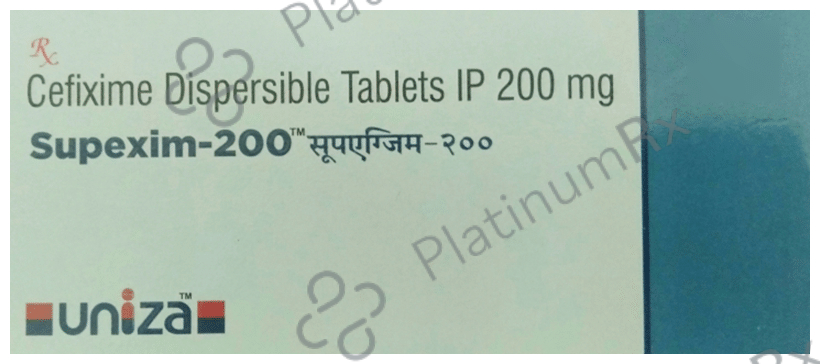 Rx
Cefixime Dispersible Tablets IP 200 mg
Supexim-200™ सूपएग्जिम-२००
uniza™
PlatinumRx